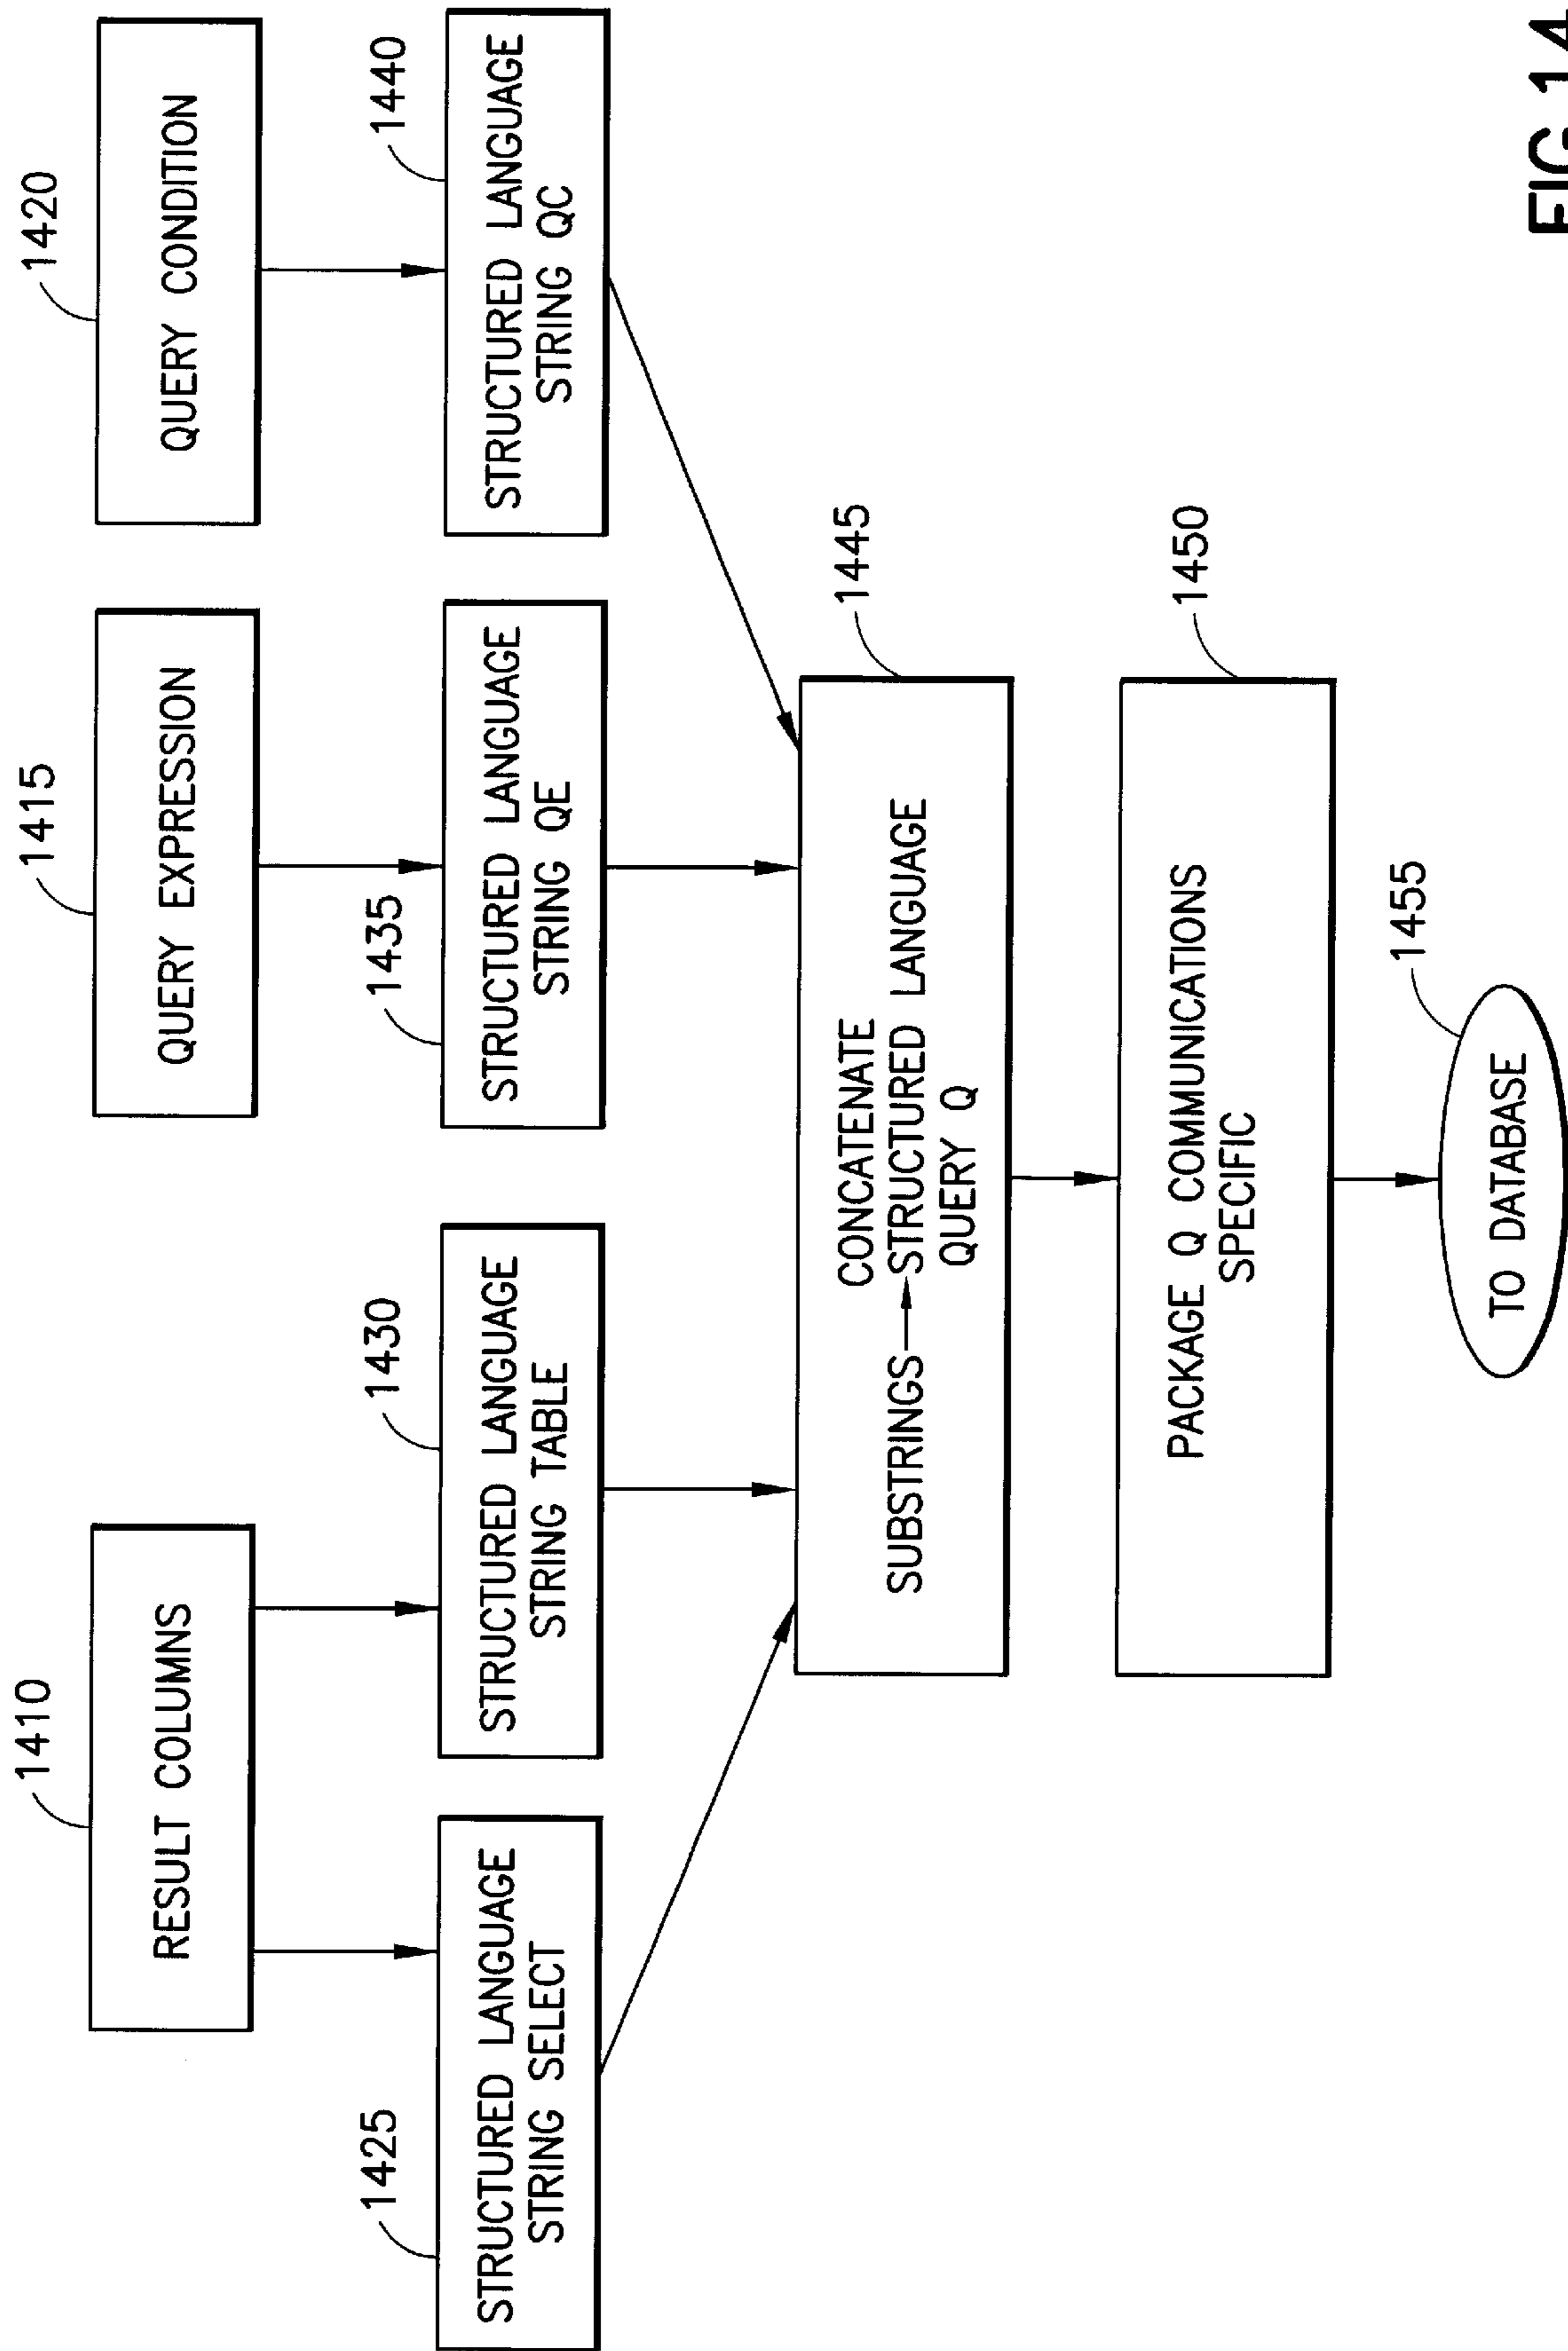 1410
RESULT COLUMNS
1415
QUERY EXPRESSION
1420
QUERY CONDITION
1425
STRUCTURED LANGUAGE
STRING SELECT
1430
STRUCTURED LANGUAGE
STRING TABLE
1435
STRUCTURED LANGUAGE
STRING QE
1440
STRUCTURED LANGUAGE
STRING QC
1445
CONCATENATE
SUBSTRINGS→STRUCTURED LANGUAGE
QUERY Q
1450
PACKAGE Q COMMUNICATIONS
SPECIFIC
1455
TO DATABASE
FIG.14